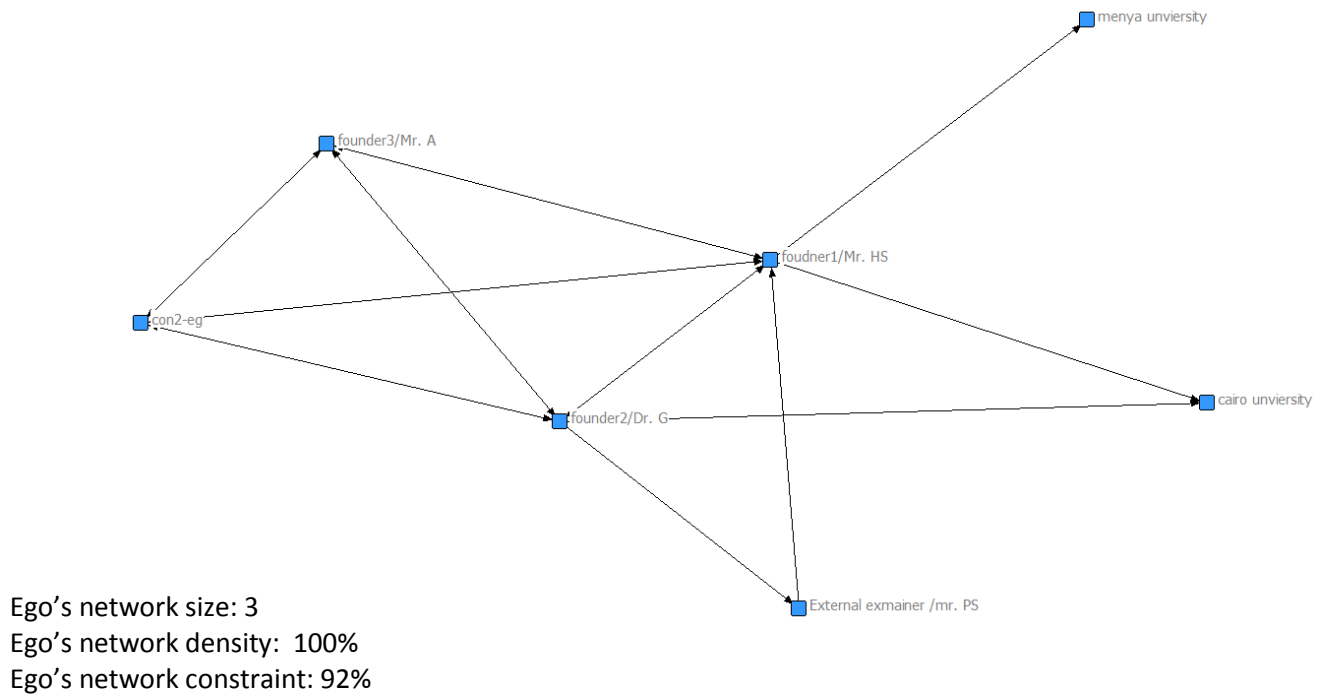 menya unviersity
founder3/Mr. A
foudner1/Mr. HS
con2-eg
cairo unviersity
founder2/Dr. G
External exmainer /mr. PS
Ego’s network size: 3
Ego’s network density:  100%
Ego’s network constraint: 92%